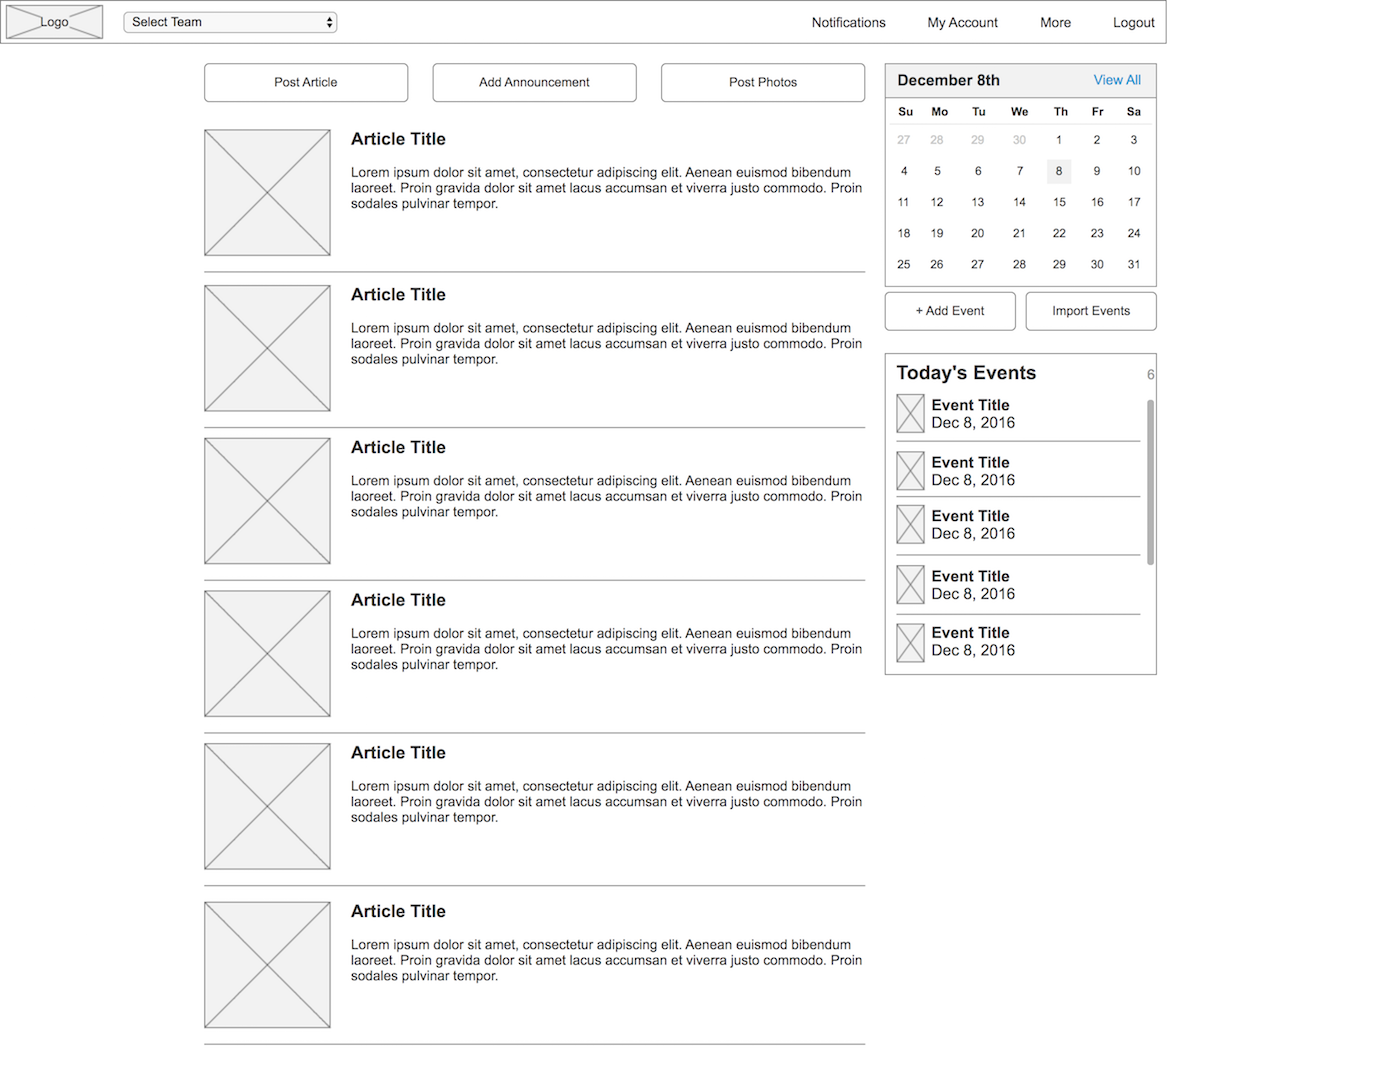 Logo
Select Team
Notifications
My Account
More
Logout
Post Article
Add Announcement
Post Photos
Article Title
Lorem ipsum dolor sit amet, consectetur adipiscing elit. Aenean euismod bibendum
laoreet. Proin gravida dolor sit amet lacus accumsan et viverra justo commodo. Proin
sodales pulvinar tempor.
Article Title
Lorem ipsum dolor sit amet, consectetur adipiscing elit. Aenean euismod bibendum
laoreet. Proin gravida dolor sit amet lacus accumsan et viverra justo commodo. Proin
sodales pulvinar tempor.
Article Title
Lorem ipsum dolor sit amet, consectetur adipiscing elit. Aenean euismod bibendum
laoreet. Proin gravida dolor sit amet lacus accumsan et viverra justo commodo. Proin
sodales pulvinar tempor.
Article Title
Lorem ipsum dolor sit amet, consectetur adipiscing elit. Aenean euismod bibendum
laoreet. Proin gravida dolor sit amet lacus accumsan et viverra justo commodo. Proin
sodales pulvinar tempor.
Article Title
Lorem ipsum dolor sit amet, consectetur adipiscing elit. Aenean euismod bibendum
laoreet. Proin gravida dolor sit amet lacus accumsan et viverra justo commodo. Proin
sodales pulvinar tempor.
Article Title
Lorem ipsum dolor sit amet, consectetur adipiscing elit. Aenean euismod bibendum
laoreet. Proin gravida dolor sit amet lacus accumsan et viverra justo commodo. Proin
sodales pulvinar tempor.
December 8th View All
Su Mo Tu We Th Fr Sa
27 28 29 30 1 2 3
4 5 6 7 8 9 10
11 12 13 14 15 16 17
18 19 20 21 22 23 24
25 26 27 28 29 30 31
+ Add Event
Import Events
Today's Events 6
Event Title
Dec 8, 2016
Event Title
Dec 8, 2016
Event Title
Dec 8, 2016
Event Title
Dec 8, 2016
Event Title
Dec 8, 2016